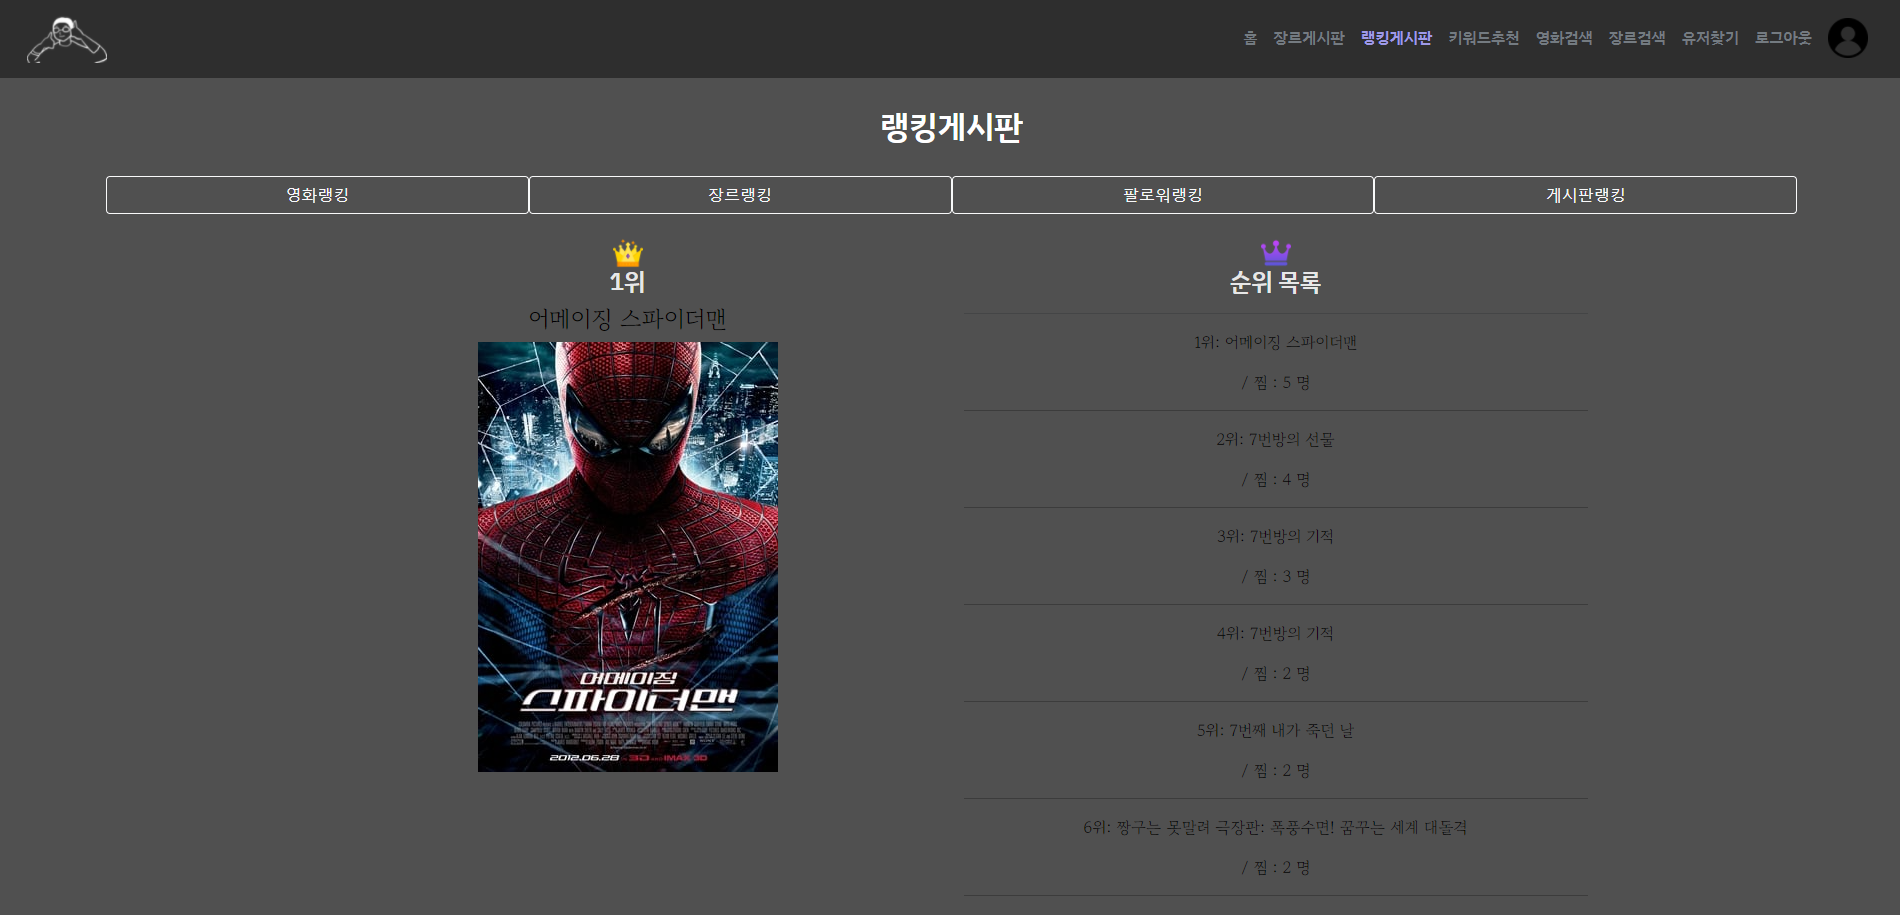 홈 장르게시판 랭킹게시판 키워드추천 영화검색 장르검색 유저찾기 로그아웃
랭킹게시판
영화랭킹 장르랭킹 팔로워랭킹 게시판랭킹
1위
어메이징 스파이더맨
어메이징
스파이더맨
2012.06.28
3D
IMAX 3D
순위 목록
1위: 어메이징 스파이더맨
/ 찜 : 5 명
2위: 7번방의 선물
/ 찜 : 4 명
3위: 7번방의 기적
/ 찜 : 3 명
4위: 7번방의 기적
/ 찜 : 2 명
5위: 7번째 내가 죽던 날
/ 찜 : 2 명
6위: 짱구는 못말려 극장판: 폭풍수면! 꿈꾸는 세계 대돌격
/ 찜 : 2 명